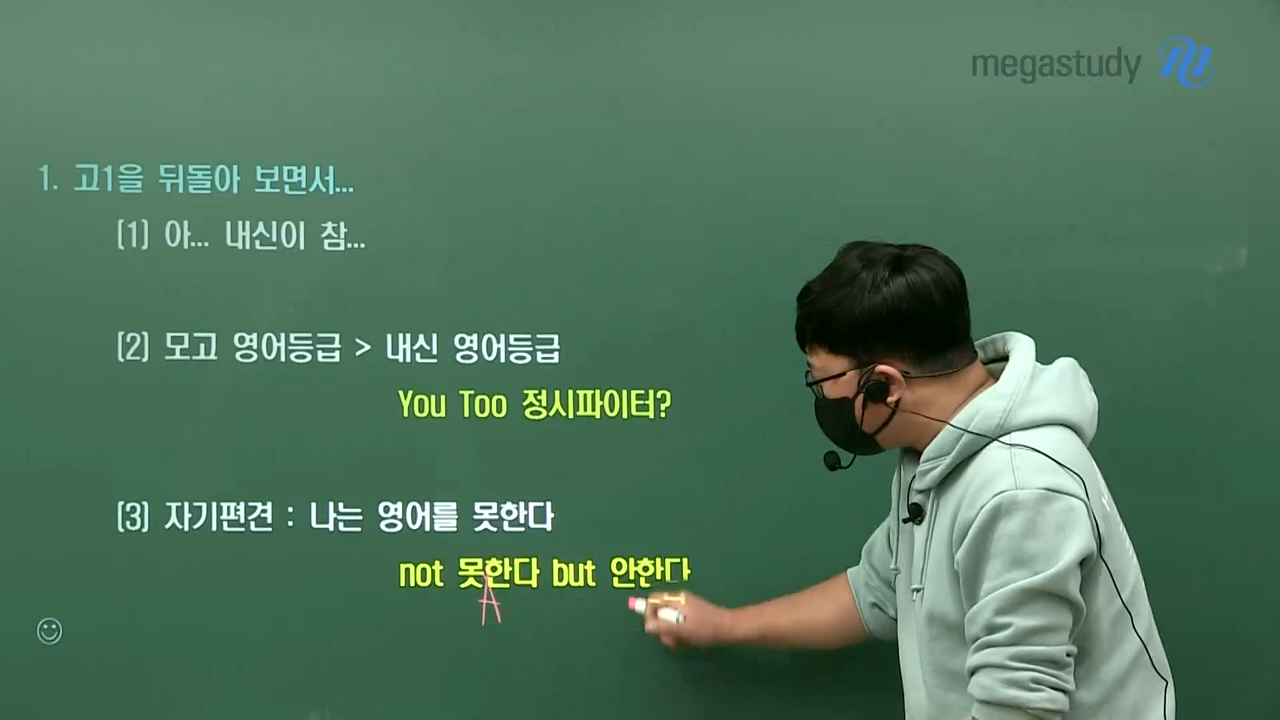 megastudy
1. 고1을 뒤돌아 보면서...
(1) 아... 내신이 참...
(2) 모고 영어등급 > 내신 영어등급
You Too 정시파이터?
(3) 자기편견 : 나는 영어를 못한다
not 못한다 but 안한다
A